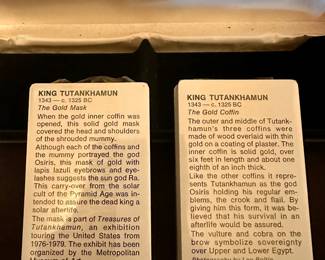 KING TUTANKHAMUN
1343 — c. 1325 BC
The Gold Mask
When the gold inner coffin was
opened, this solid gold mask
covered the head and shoulders
of the shrouded mummy.
Although each of the coffins and
the mummy portrayed the god
Osiris, this mask of gold with
lapis lazuli eyebrows and eye-
lashes suggests the sun god Ra.
This carry-over from the solar
cult of the Pyramid Age was in-
tended to assure the dead king a
solar afterlife.
The mask is part of Treasures of
Tutankhamun, an exhibition
touring the United States from
1976-1979. The exhibit has been
organized by the Metropolitan
Museum of Art
KING TUTANKHAMUN
1343 — c. 1325 BC
The Gold Coffin
The outer and middle of Tutank-
hamun's three coffins were
made of wood overlaid with thin
gold on a coating of plaster. The
inner coffin is solid gold, over
six feet in length and about one
eighth of an inch thick.
Like the other coffins it repre-
sents Tutankhamun as the god
Osiris holding his regular em-
blems, the crook and flail. By
giving him this form, it was be-
lieved that his survival in an
afterlife would be assured.
The vulture and cobra on the
brow symbolize sovereignty
over Upper and Lower Egypt.
Photography by Lee Boltin